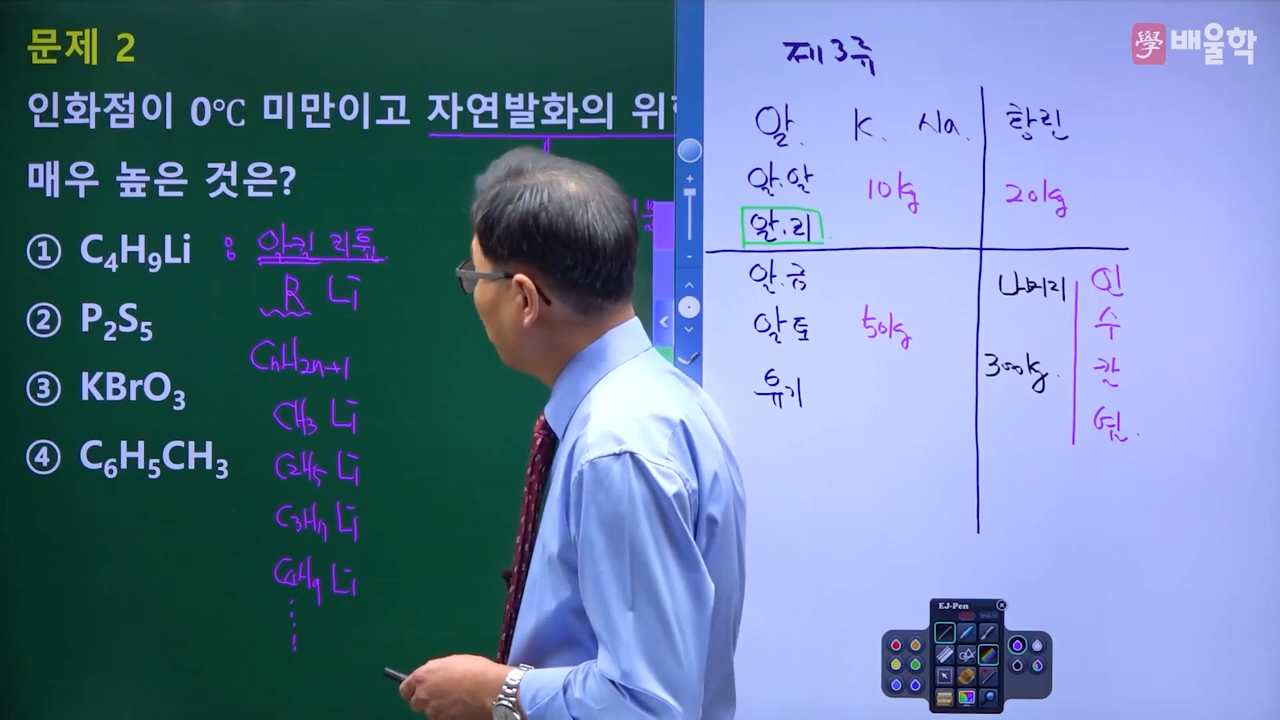 문제 2
인화점이 0℃ 미만이고 자연발화의 위
매우 높은 것은?
① C₄H₉Li : 알킬 리튬
② P₂S₅
③ KBrO₃
④ C₆H₅CH₃
R Li
CnH2n+1
CH3 Li
C2H5 Li
C3H7 Li
C4H9 Li
學 배울학
제3류
알. K. Na. 황린
알.알 10kg 20kg
알.리
알.금 나머지 인
알토 50kg 수
유기 300kg. 칼
EJ-Pen